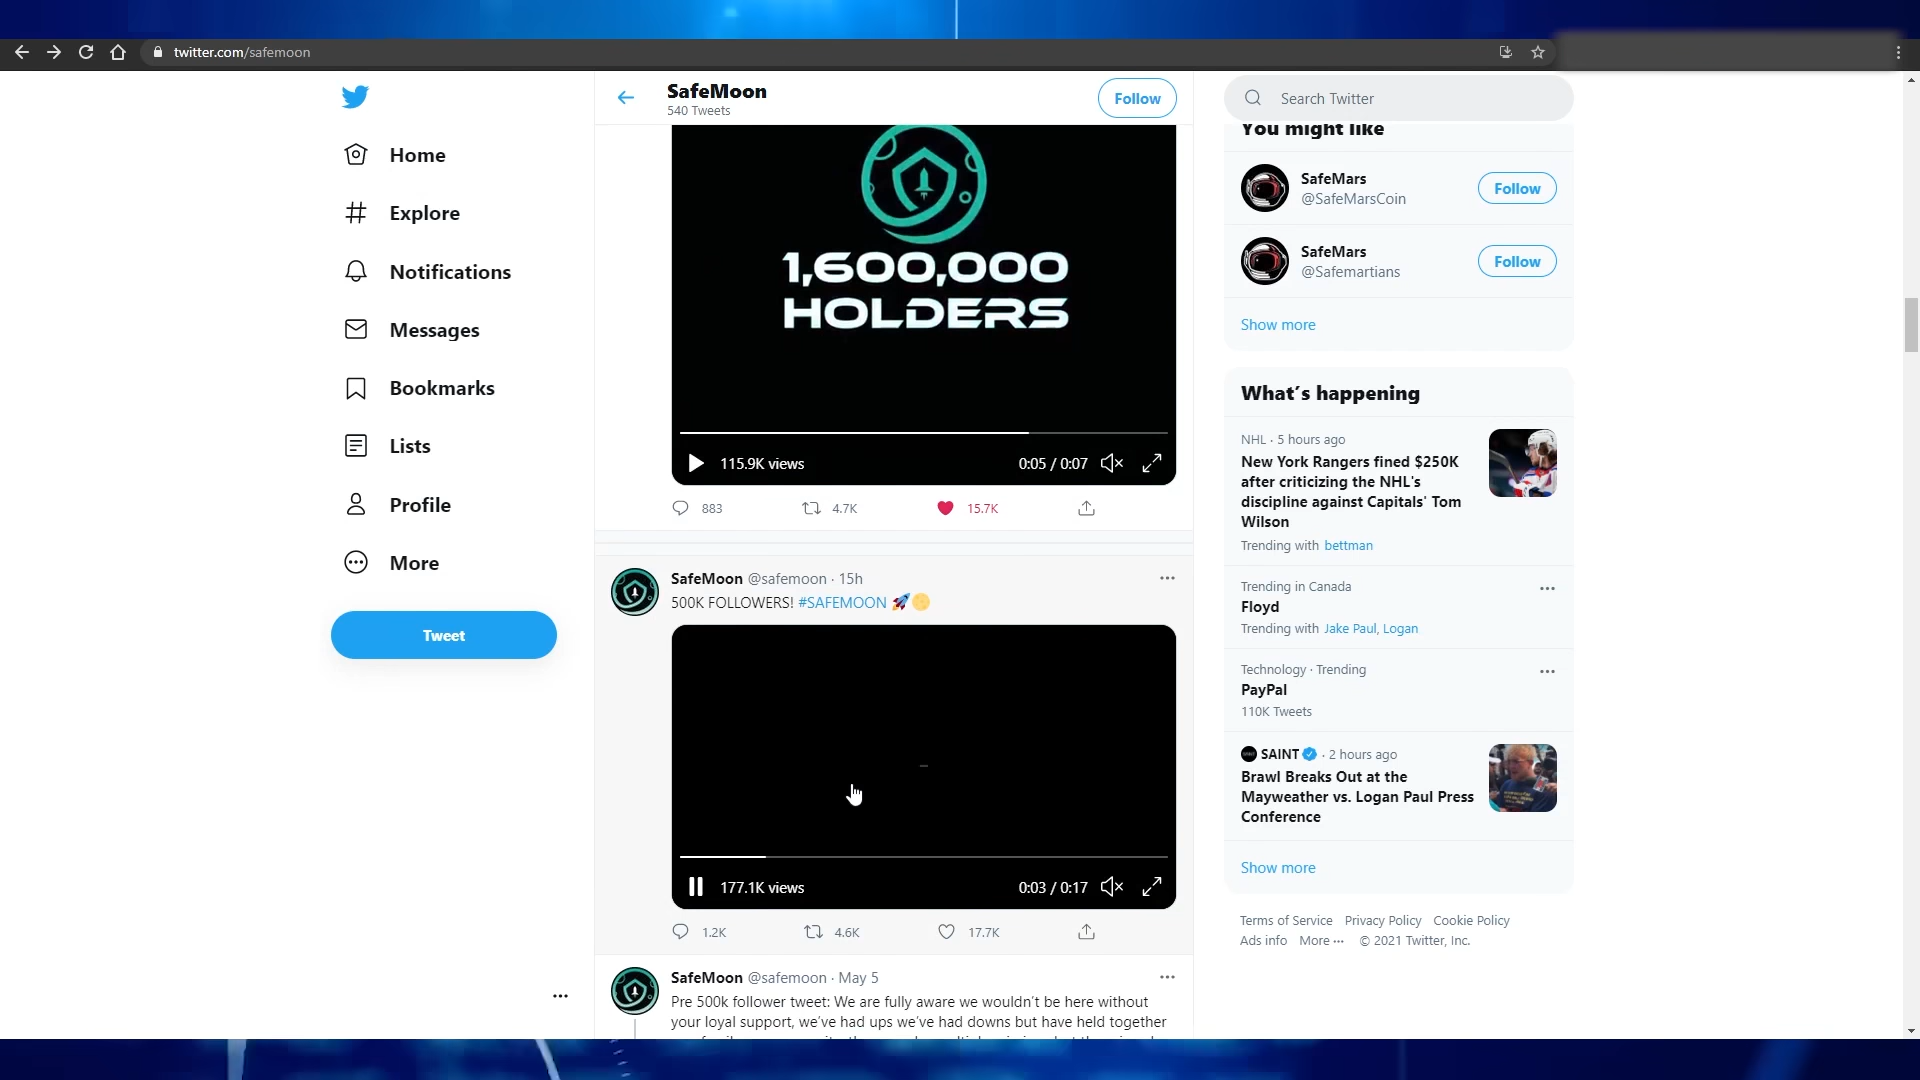 twitter.com/safemoon
Home
Explore
Notifications
Messages
Bookmarks
Lists
Profile
More
Tweet
SafeMoon
540 Tweets
Follow
1,600,000
HOLDERS
115.9K views
0:05 / 0:07
883
4.7K
15.7K
SafeMoon @safemoon · 15h
500K FOLLOWERS! #SAFEMOON 🚀🌕
177.1K views
0:03 / 0:17
1.2K
4.6K
17.7K
SafeMoon @safemoon · May 5
Pre 500k follower tweet: We are fully aware we wouldn't be here without
your loyal support, we've had ups we've had downs but have held together
Search Twitter
You might like
SafeMars
@SafeMarsCoin
Follow
SafeMars
@Safemartians
Follow
Show more
What's happening
NHL · 5 hours ago
New York Rangers fined $250K
after criticizing the NHL's
discipline against Capitals' Tom
Wilson
Trending with bettman
Trending in Canada
Floyd
Trending with Jake Paul, Logan
Technology · Trending
PayPal
110K Tweets
SAINT · 2 hours ago
Brawl Breaks Out at the
Mayweather vs. Logan Paul Press
Conference
Show more
Terms of Service Privacy Policy Cookie Policy
Ads info More ··· © 2021 Twitter, Inc.